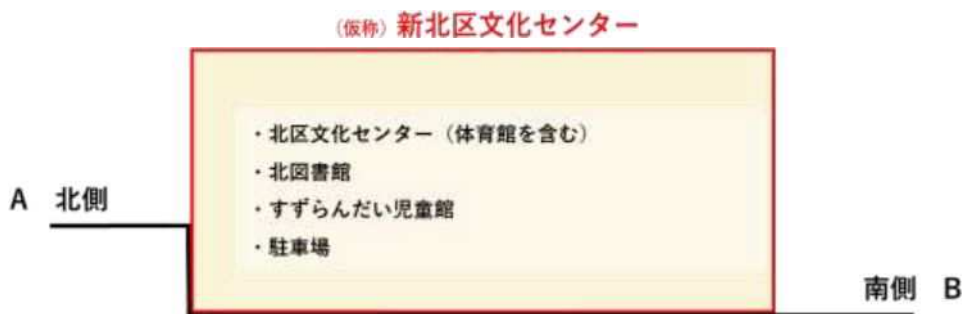 （仮称）新北区文化センター
・北区文化センター（体育館を含む）
・北図書館
・すずらんだい児童館
・駐車場
A 北側
南側 B